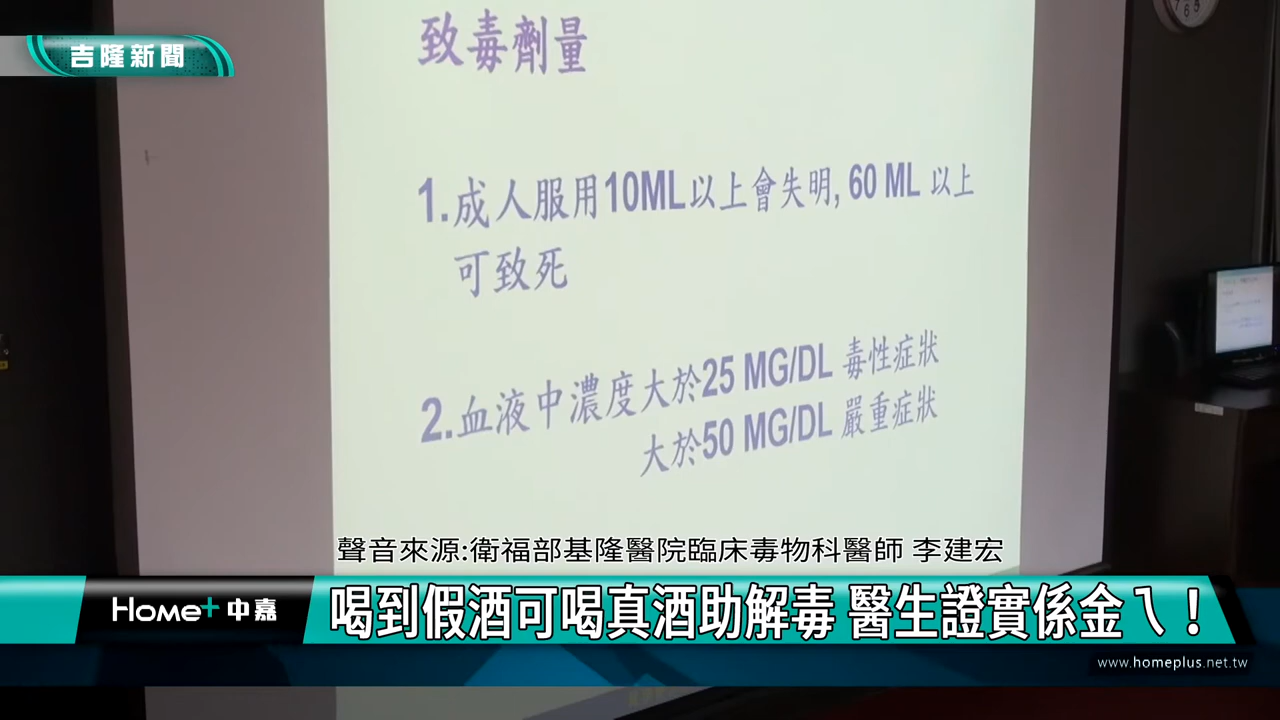 吉隆新聞
致毒劑量
1.成人服用10ML以上會失明, 60 ML 以上
可致死
2.血液中濃度大於25 MG/DL 毒性症狀
大於50 MG/DL 嚴重症狀
聲音來源:衛福部基隆醫院臨床毒物科醫師 李建宏
Home+中嘉
喝到假酒可喝真酒助解毒 醫生證實係金ㄟ!
www.homeplus.net.tw